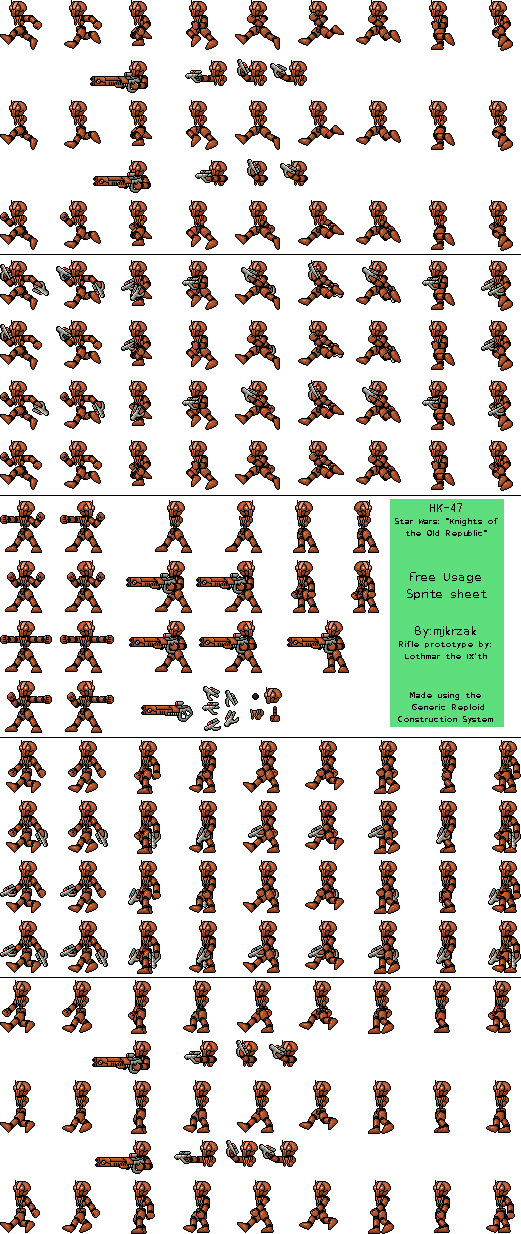 HK-47
Star Wars: "Knights of
the Old Republic"
Free Usage
Sprite sheet
By:mjkrzak
Rifle prototype by:
Lothmar the IX'th
Made using the
Generic Reploid
Construction System